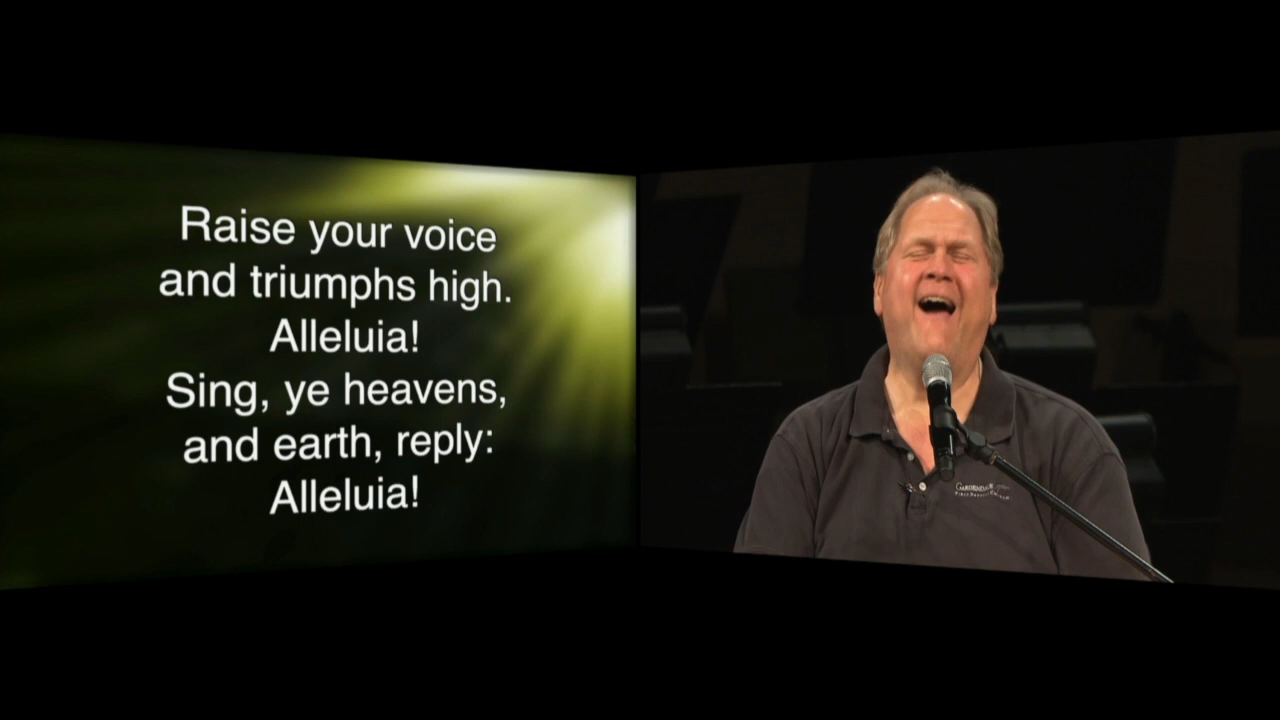 Raise your voice
and triumphs high.
Alleluia!
Sing, ye heavens,
and earth, reply:
Alleluia!